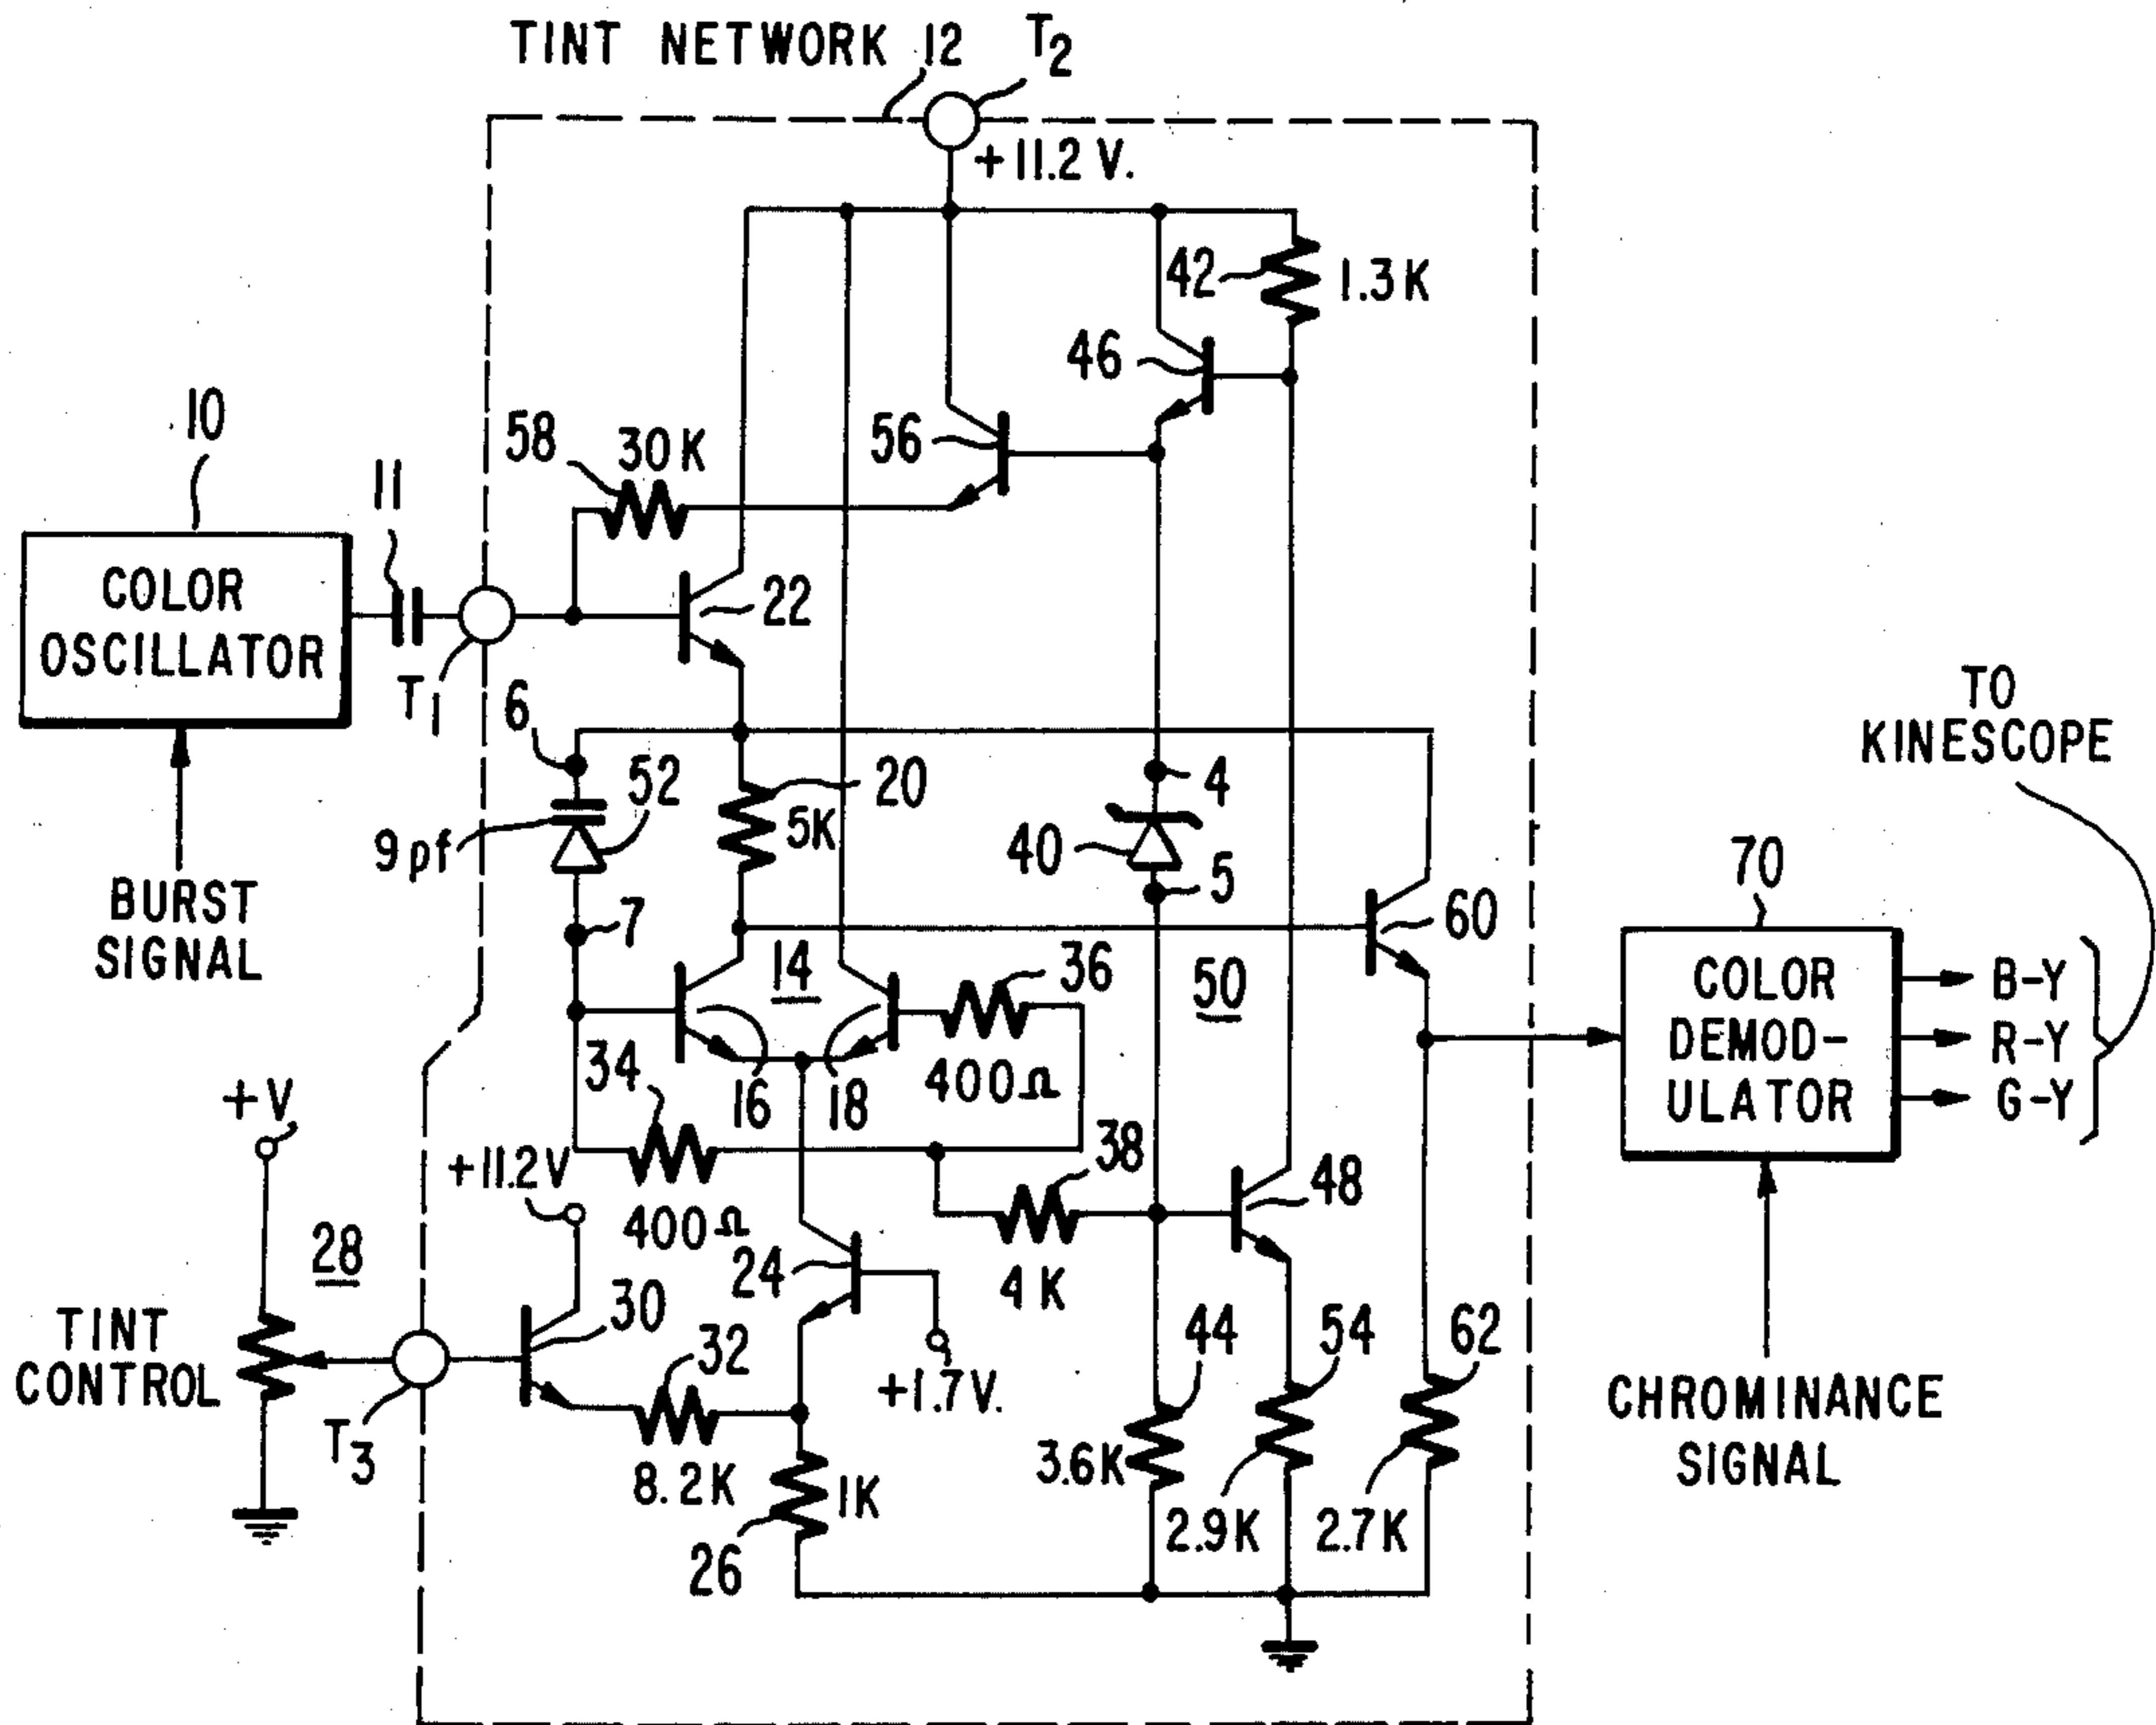 TINT NETWORK 12
T2
+11.2 V.
42
1.3K
46
10
58
30K
56
11
COLOR
OSCILLATOR
22
T1
6
TO
KINESCOPE
52
20
4
9pf
5K
40
5
70
BURST
SIGNAL
7
60
14
36
50
COLOR
DEMOD-
ULATOR
B-Y
R-Y
G-Y
34
16
18
400Ω
+V
+11.2V
38
48
28
400Ω
24
4K
TINT
CONTROL
30
32
44
54
62
+1.7V.
T3
8.2K
1K
3.6K
26
2.9K
2.7K
CHROMINANCE
SIGNAL